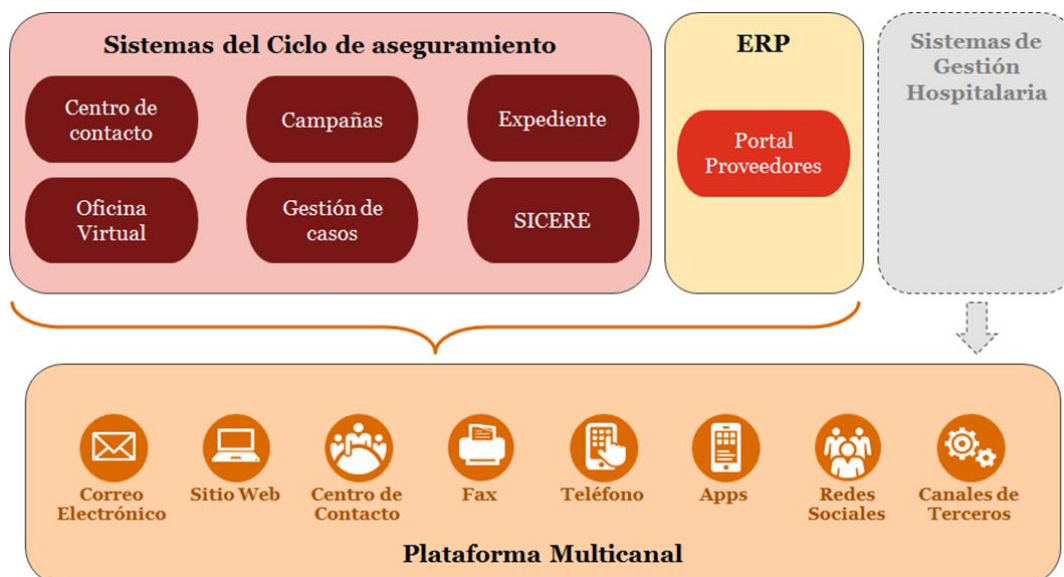 Sistemas del Ciclo de aseguramiento
Centro de
contacto
Campañas
Expediente
Oficina
Virtual
Gestión de
casos
SICERE
ERP
Portal
Proveedores
Sistemas de
Gestión
Hospitalaria
Correo
Electrónico
Sitio Web
Centro de
Contacto
Fax
Teléfono
Apps
Redes
Sociales
Canales de
Terceros
Plataforma Multicanal